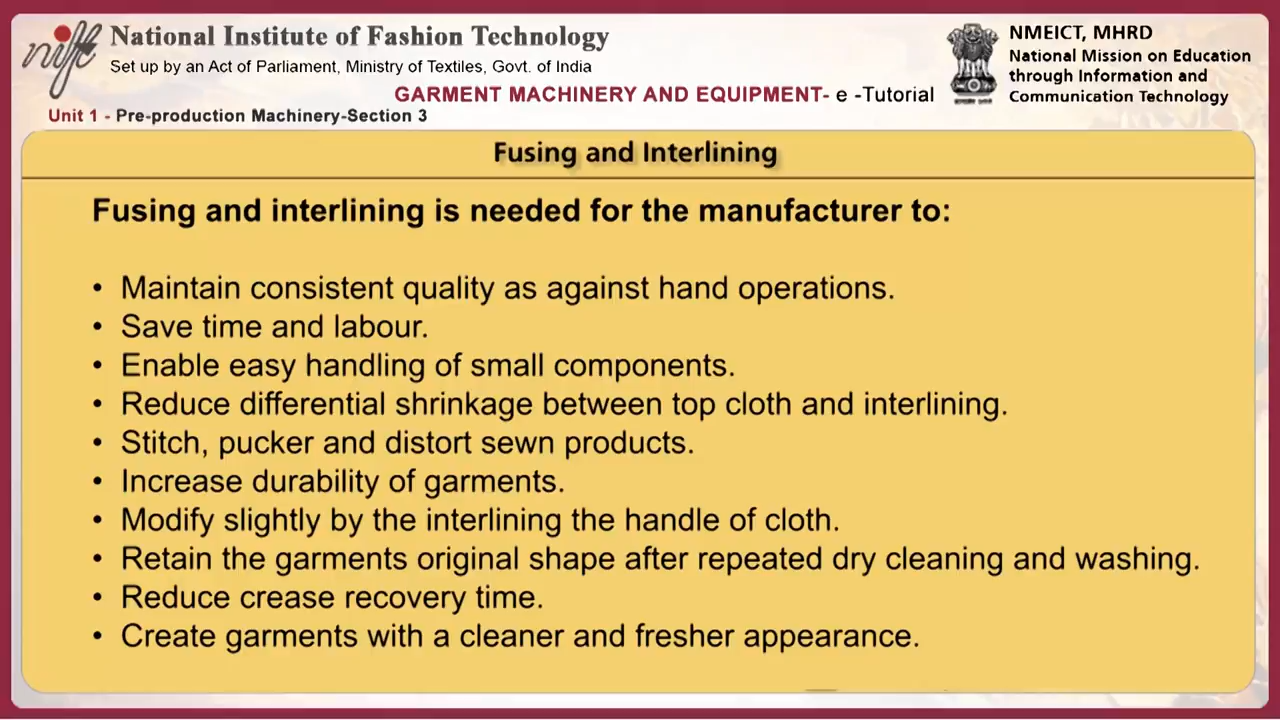 nift
National Institute of Fashion Technology
Set up by an Act of Parliament, Ministry of Textiles, Govt. of India
GARMENT MACHINERY AND EQUIPMENT- e -Tutorial
Unit 1 - Pre-production Machinery-Section 3
NMEICT, MHRD
National Mission on Education
through Information and
Communication Technology
Fusing and Interlining
Fusing and interlining is needed for the manufacturer to:
• Maintain consistent quality as against hand operations.
• Save time and labour.
• Enable easy handling of small components.
• Reduce differential shrinkage between top cloth and interlining.
• Stitch, pucker and distort sewn products.
• Increase durability of garments.
• Modify slightly by the interlining the handle of cloth.
• Retain the garments original shape after repeated dry cleaning and washing.
• Reduce crease recovery time.
• Create garments with a cleaner and fresher appearance.